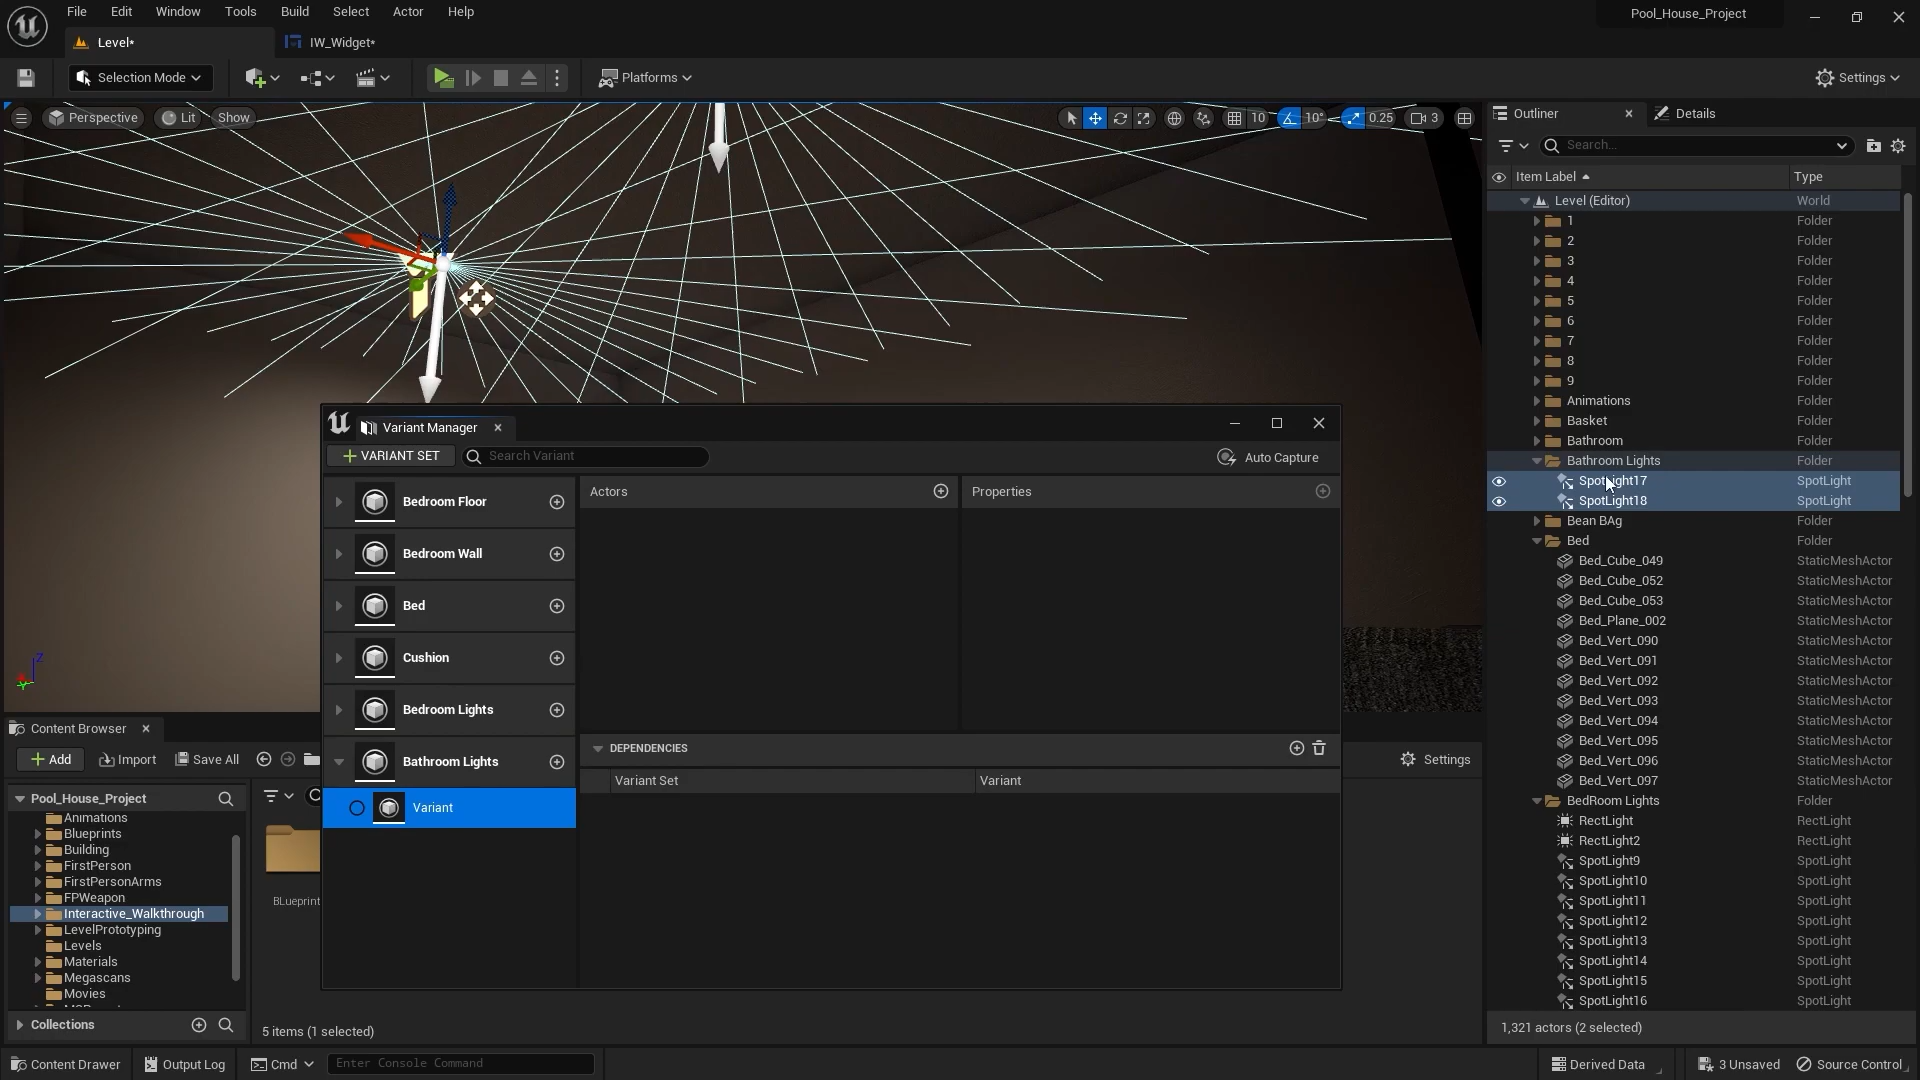 File Edit Window Tools Build Select Actor Help
Pool_House_Project
Level*
IW_Widget*
Selection Mode
Platforms
Settings
Perspective
Lit
Show
10
10°
0.25
3
Outliner
Details
Search...
Item Label
Type
Level (Editor) World
1 Folder
2 Folder
3 Folder
4 Folder
5 Folder
6 Folder
7 Folder
8 Folder
9 Folder
Animations Folder
Basket Folder
Bathroom Folder
Bathroom Lights Folder
SpotLight17 SpotLight
SpotLight18 SpotLight
Bean BAg Folder
Bed Folder
Bed_Cube_049 StaticMeshActor
Bed_Cube_052 StaticMeshActor
Bed_Cube_053 StaticMeshActor
Bed_Plane_002 StaticMeshActor
Bed_Vert_090 StaticMeshActor
Bed_Vert_091 StaticMeshActor
Bed_Vert_092 StaticMeshActor
Bed_Vert_093 StaticMeshActor
Bed_Vert_094 StaticMeshActor
Bed_Vert_095 StaticMeshActor
Bed_Vert_096 StaticMeshActor
Bed_Vert_097 StaticMeshActor
BedRoom Lights Folder
RectLight RectLight
RectLight2 RectLight
SpotLight9 SpotLight
SpotLight10 SpotLight
SpotLight11 SpotLight
SpotLight12 SpotLight
SpotLight13 SpotLight
SpotLight14 SpotLight
SpotLight15 SpotLight
SpotLight16 SpotLight
1,321 actors (2 selected)
Variant Manager
VARIANT SET
Search Variant
Auto Capture
Bedroom Floor
Bedroom Wall
Bed
Cushion
Bedroom Lights
Bathroom Lights
Variant
Actors
Properties
DEPENDENCIES
Variant Set
Variant
z
Content Browser
Add
Import
Save All
Settings
Pool_House_Project
Animations
Blueprints
Building
FirstPerson
FirstPersonArms
FPWeapon
Interactive_Walkthrough
LevelPrototyping
Levels
Materials
Megascans
Movies
Collections
BLueprint
5 items (1 selected)
Content Drawer
Output Log
Cmd
Enter Console Command
Derived Data
3 Unsaved
Source Control